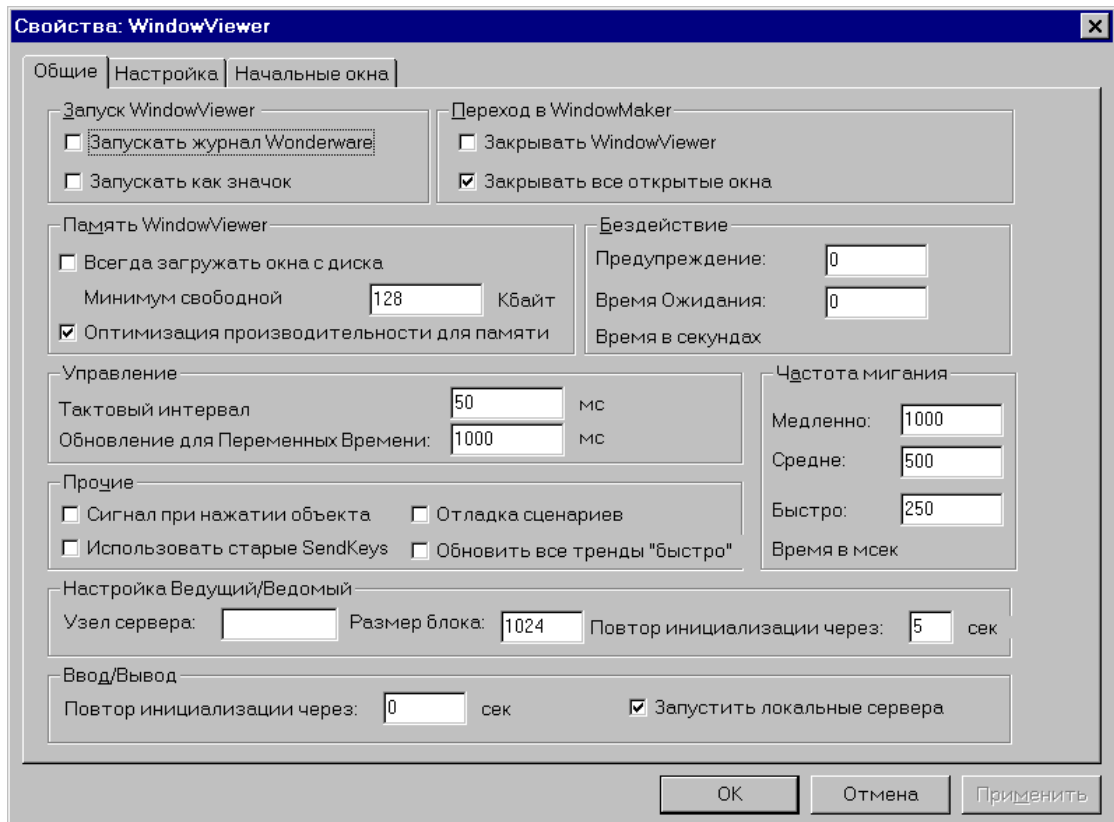 Свойства: WindowViewer
Общие Настройка Начальные окна
Запуск WindowViewer
Запускать журнал Wonderware
Запускать как значок
Переход в WindowMaker
Закрывать WindowViewer
Закрывать все открытые окна
Память WindowViewer
Всегда загружать окна с диска
Минимум свободной 128 Кбайт
Оптимизация производительности для памяти
Бездействие
Предупреждение: 0
Время Ожидания: 0
Время в секундах
Управление
Тактовый интервал 50 мс
Обновление для Переменных Времени: 1000 мс
Частота мигания
Медленно: 1000
Средне: 500
Быстро: 250
Время в мсек
Прочие
Сигнал при нажатии объекта Отладка сценариев
Использовать старые SendKeys Обновить все тренды "быстро"
Настройка Ведущий/Ведомый
Узел сервера: Размер блока: 1024 Повтор инициализации через: 5 сек
Ввод/Вывод
Повтор инициализации через: 0 сек Запустить локальные сервера
OK Отмена Применить